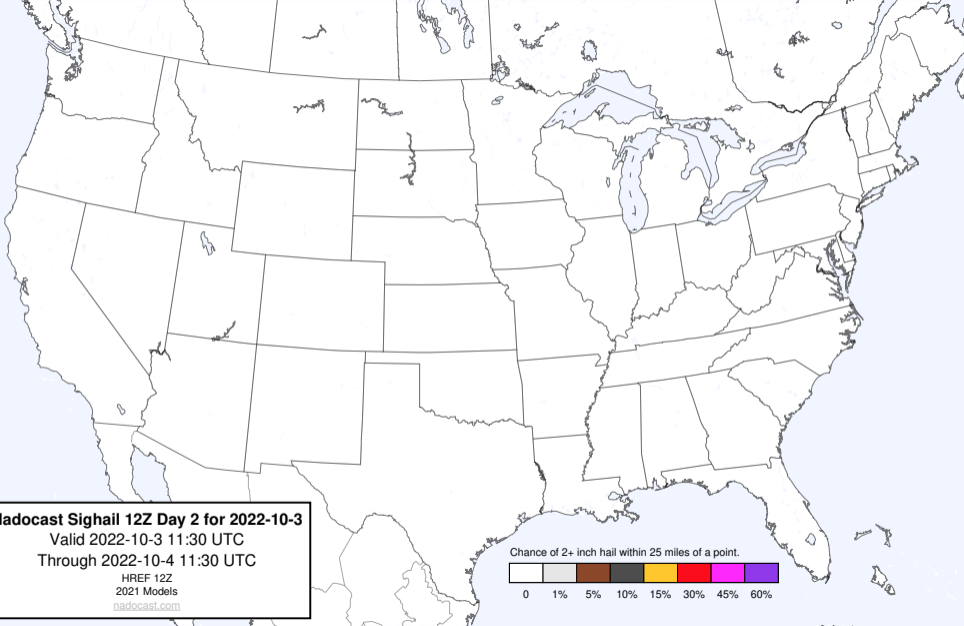 adocast Sighail 12Z Day 2 for 2022-10-3
Valid 2022-10-3 11:30 UTC
Through 2022-10-4 11:30 UTC
HREF 12Z
2021 Models
nadocast.com
Chance of 2+ inch hail within 25 miles of a point.
0 1% 5% 10% 15% 30% 45% 60%